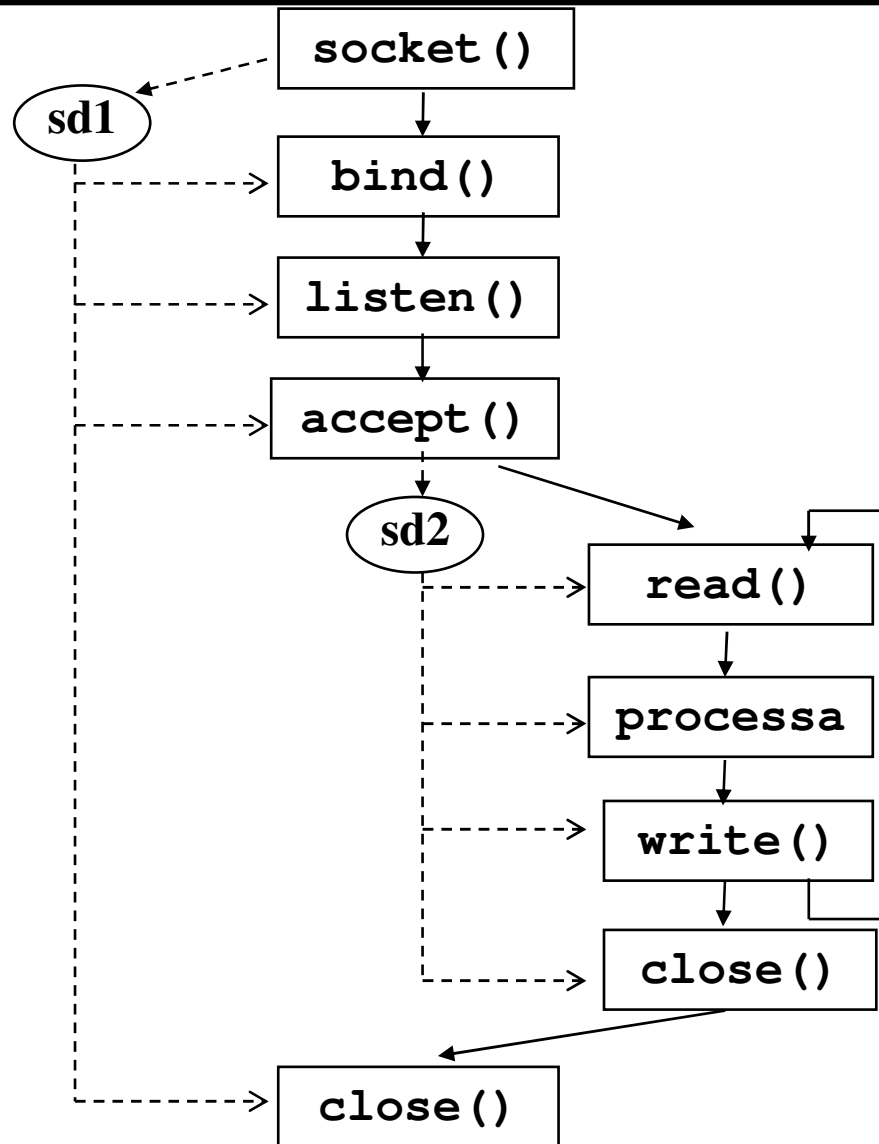 socket()
sd1
bind()
listen()
accept()
sd2
read()
processa
write()
close()
close()